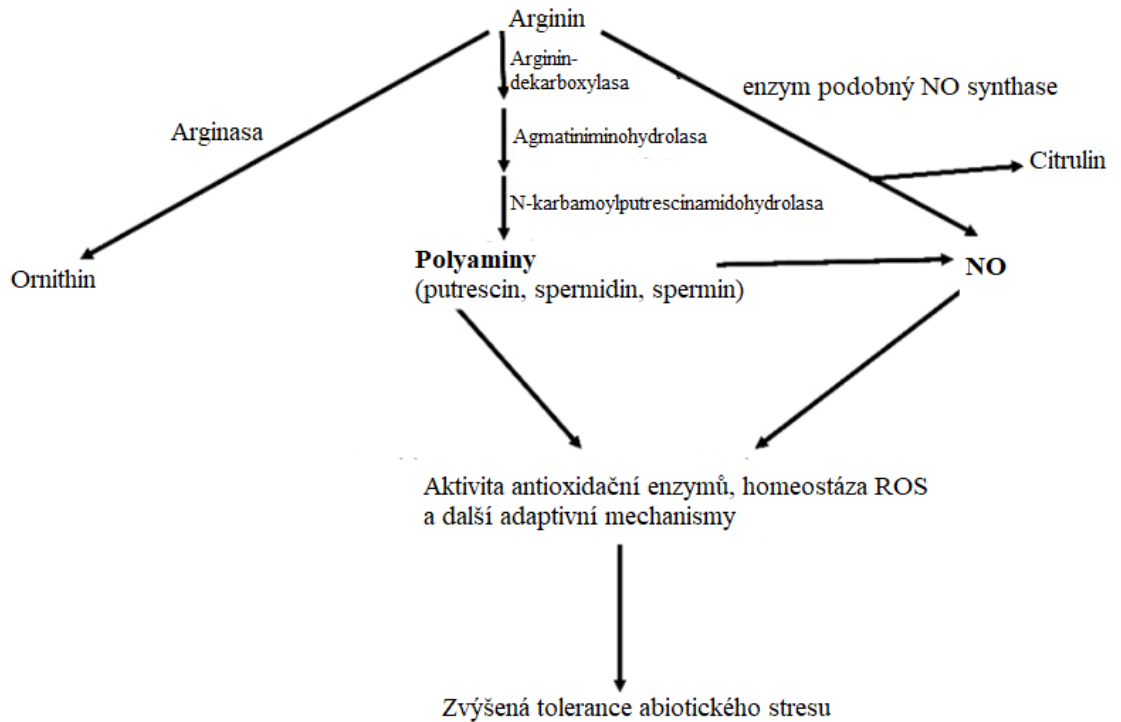 Arginin
Arginin-
dekarboxylasa
enzym podobný NO synthase
Arginasa
Agmatiniminohydrolasa
Citrulin
N-karbamoylputrescinamidohydrolasa
Ornithin
Polyaminy
(putrescin, spermidin, spermin)
NO
Aktivita antioxidační enzymů, homeostáza ROS
a další adaptivní mechanismy
Zvýšená tolerance abiotického stresu